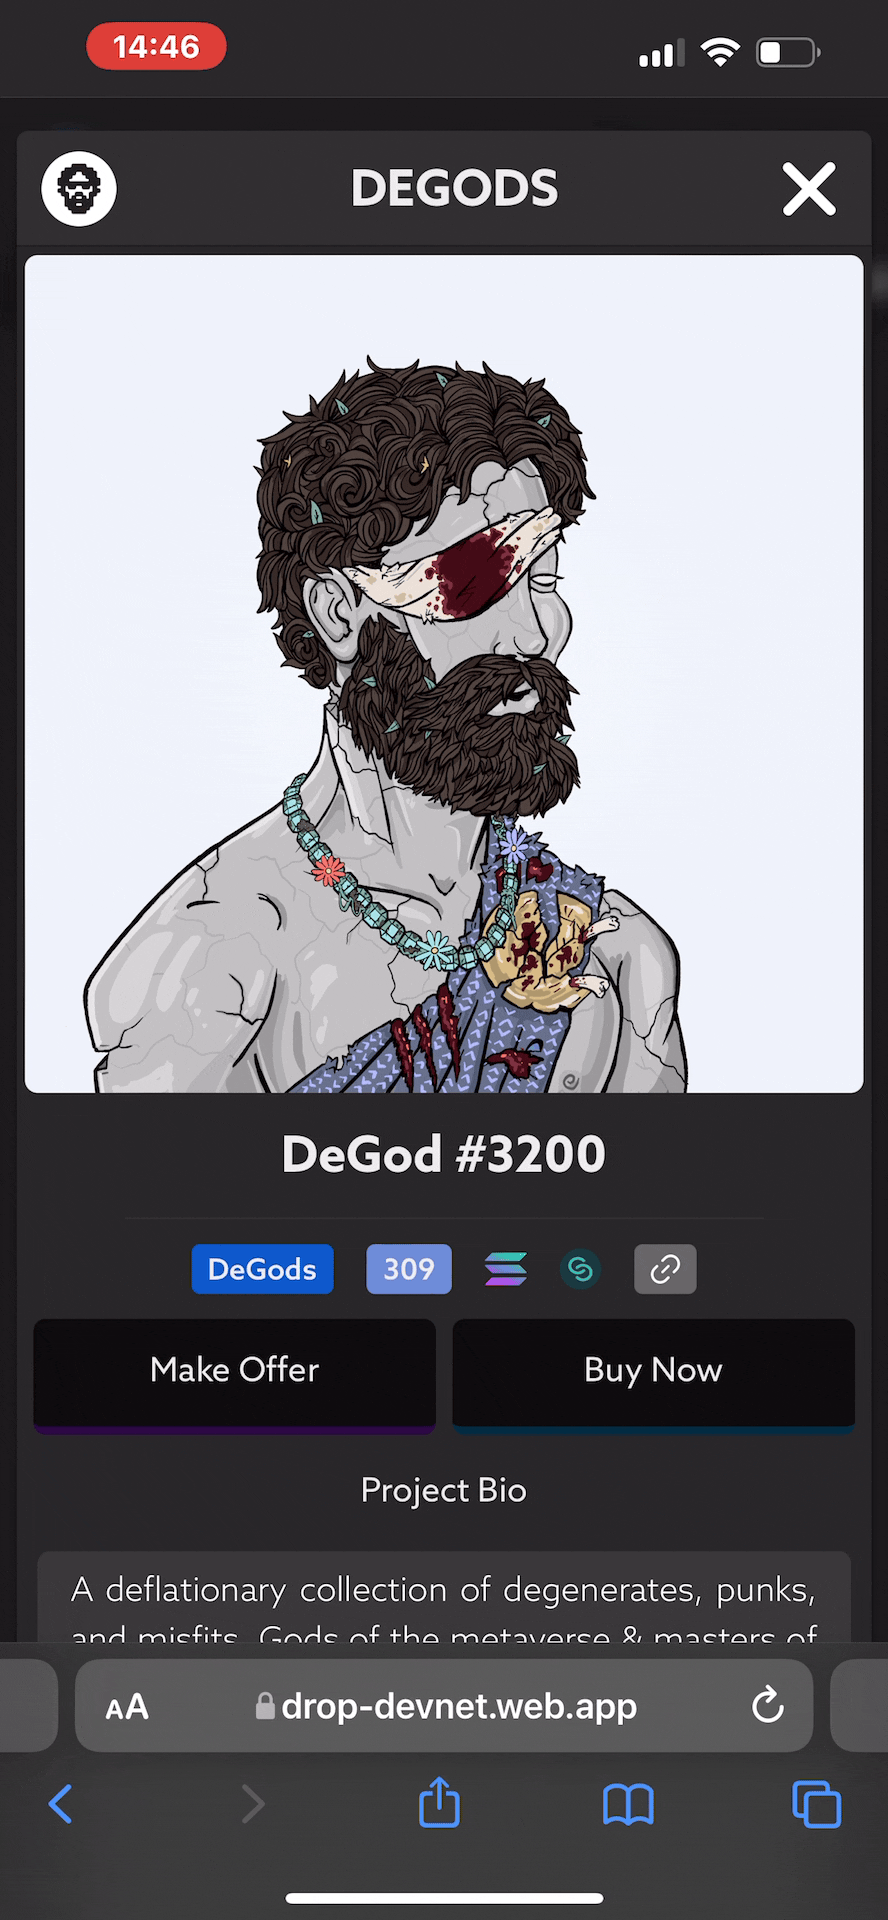 14:46
DEGODS
DeGod #3200
DeGods 309
Make Offer Buy Now
Project Bio
A deflationary collection of degenerates, punks,
and misfits. Gods of the metaverse & masters of
AA drop-devnet.web.app